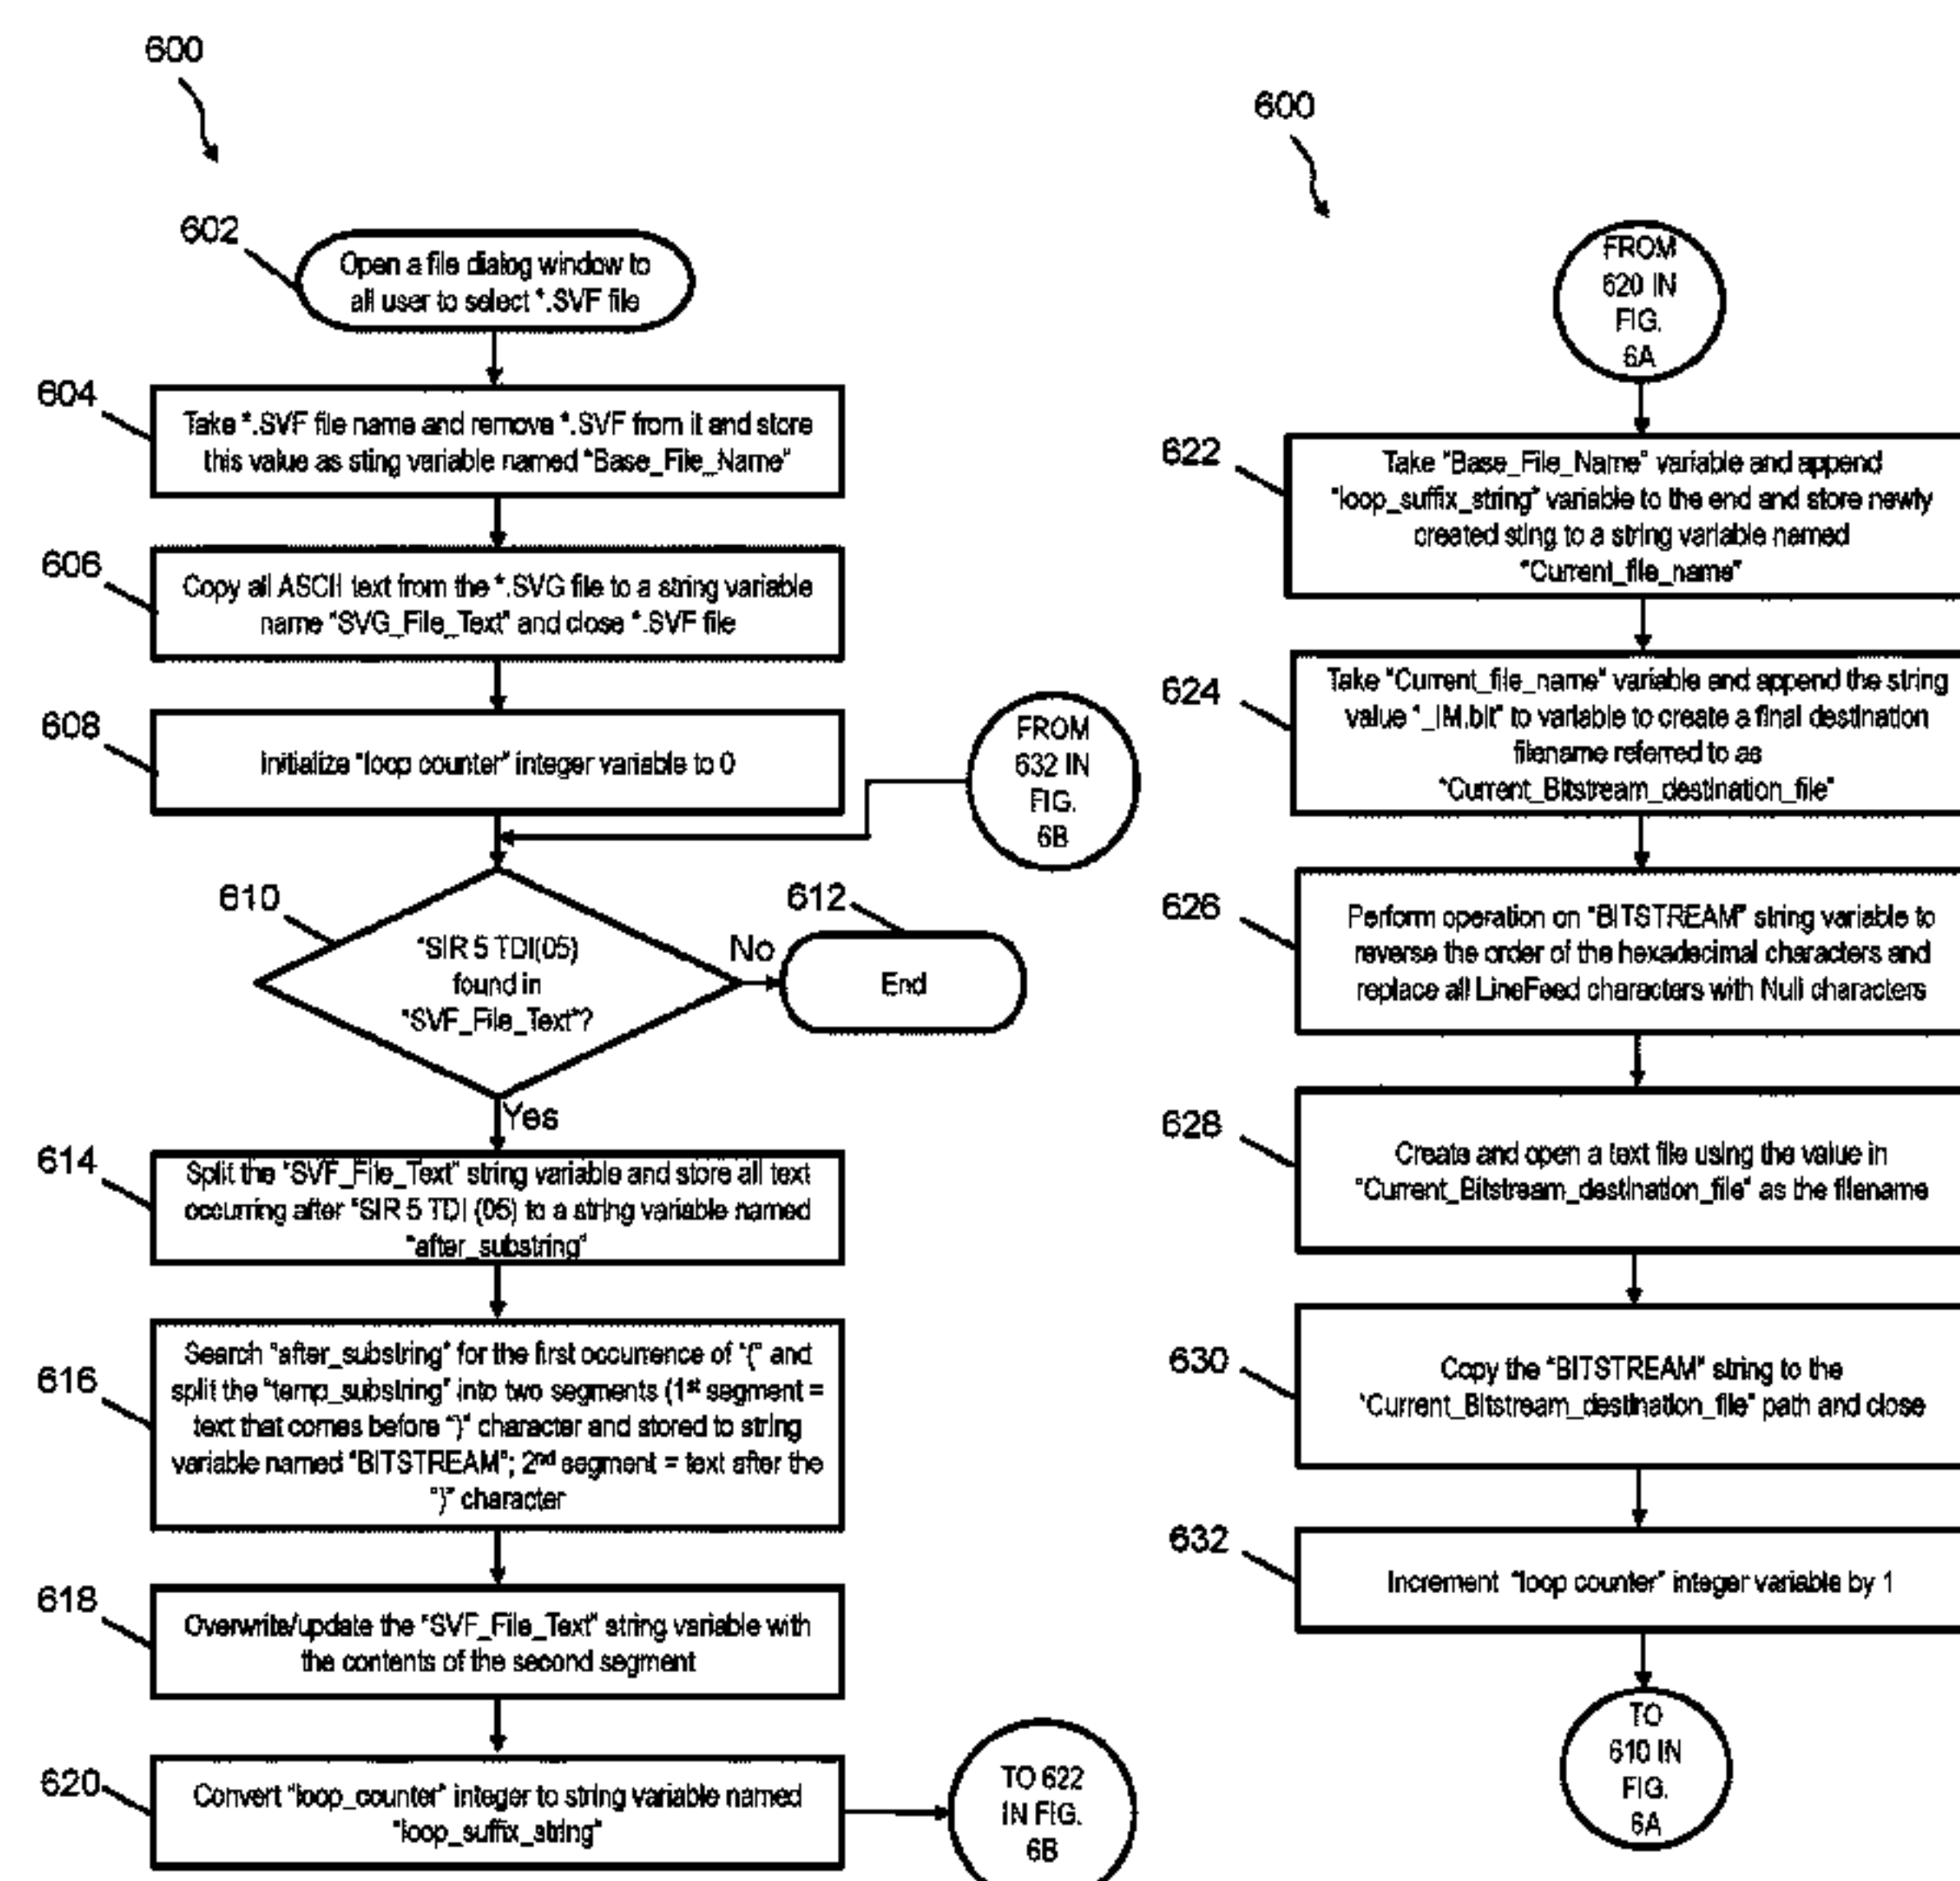 600
602
Open a file dialog window to
all user to select *.SVF file
604
Take *.SVF file name and remove *.SVF from it and store
this value as sting variable named "Base_File_Name"
606
Copy all ASCII text from the *.SVG file to a string variable
name "SVG_File_Text" and close *.SVF file
608
Initialize "loop counter" integer variable to 0
FROM
632 IN
FIG.
6B
610
"SIR 5 TDI(05)
found in
"SVF_File_Text"?
No
612
End
Yes
614
Split the "SVF_File_Text" string variable and store all text
occurring after "SIR 5 TDI (05) to a string variable named
"after_substring"
616
Search "after_substring" for the first occurrence of "(" and
split the "temp_substring" into two segments (1st segment =
text that comes before ")" character and stored to string
variable named "BITSTREAM"; 2nd segment = text after the
")" character
618
Overwrite/update the "SVF_File_Text" string variable with
the contents of the second segment
620
Convert "loop_counter" integer to string variable named
"loop_suffix_string"
TO 622
IN FIG.
6B
600
FROM
620 IN
FIG.
6A
622
Take "Base_File_Name" variable and append
"loop_suffix_string" variable to the end and store newly
created sting to a string variable named
"Current_file_name"
624
Take "Current_file_name" variable and append the string
value "_IM.bit" to variable to create a final destination
filename referred to as
"Current_Bitstream_destination_file"
626
Perform operation on "BITSTREAM" string variable to
reverse the order of the hexadecimal characters and
replace all LineFeed characters with Null characters
628
Create and open a text file using the value in
"Current_Bitstream_destination_file" as the filename
630
Copy the "BITSTREAM" string to the
"Current_Bitstream_destination_file" path and close
632
Increment "loop counter" integer variable by 1
TO
610 IN
FIG.
6A